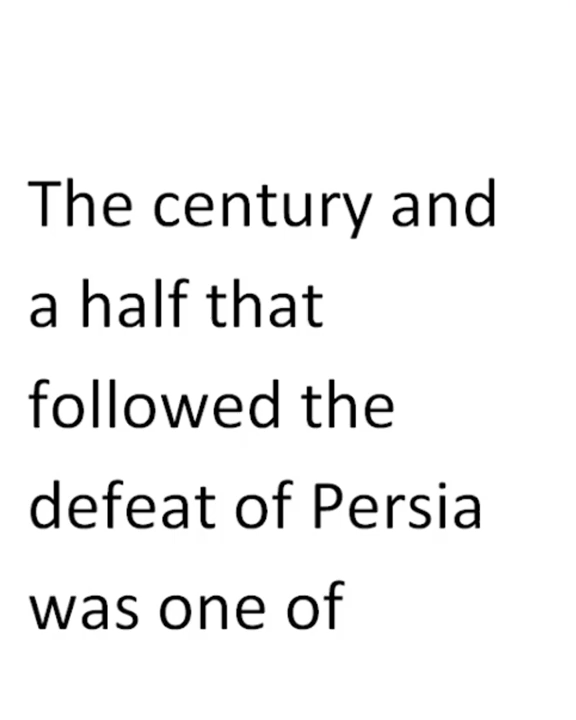 The century and
a half that
followed the
defeat of Persia
was one of